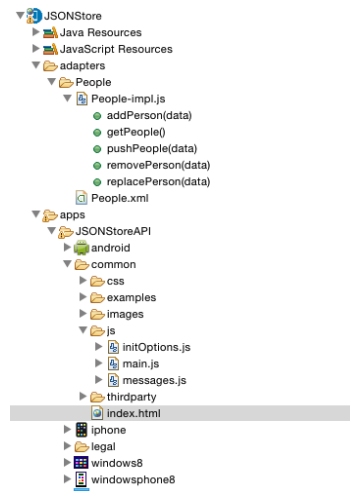 JSONStore
Java Resources
JavaScript Resources
adapters
People
People-impl.js
addPerson(data)
getPeople()
pushPeople(data)
removePerson(data)
replacePerson(data)
People.xml
apps
JSONStoreAPI
android
common
css
examples
images
js
initOptions.js
main.js
messages.js
thirdparty
index.html
iphone
legal
windows8
windowsphone8